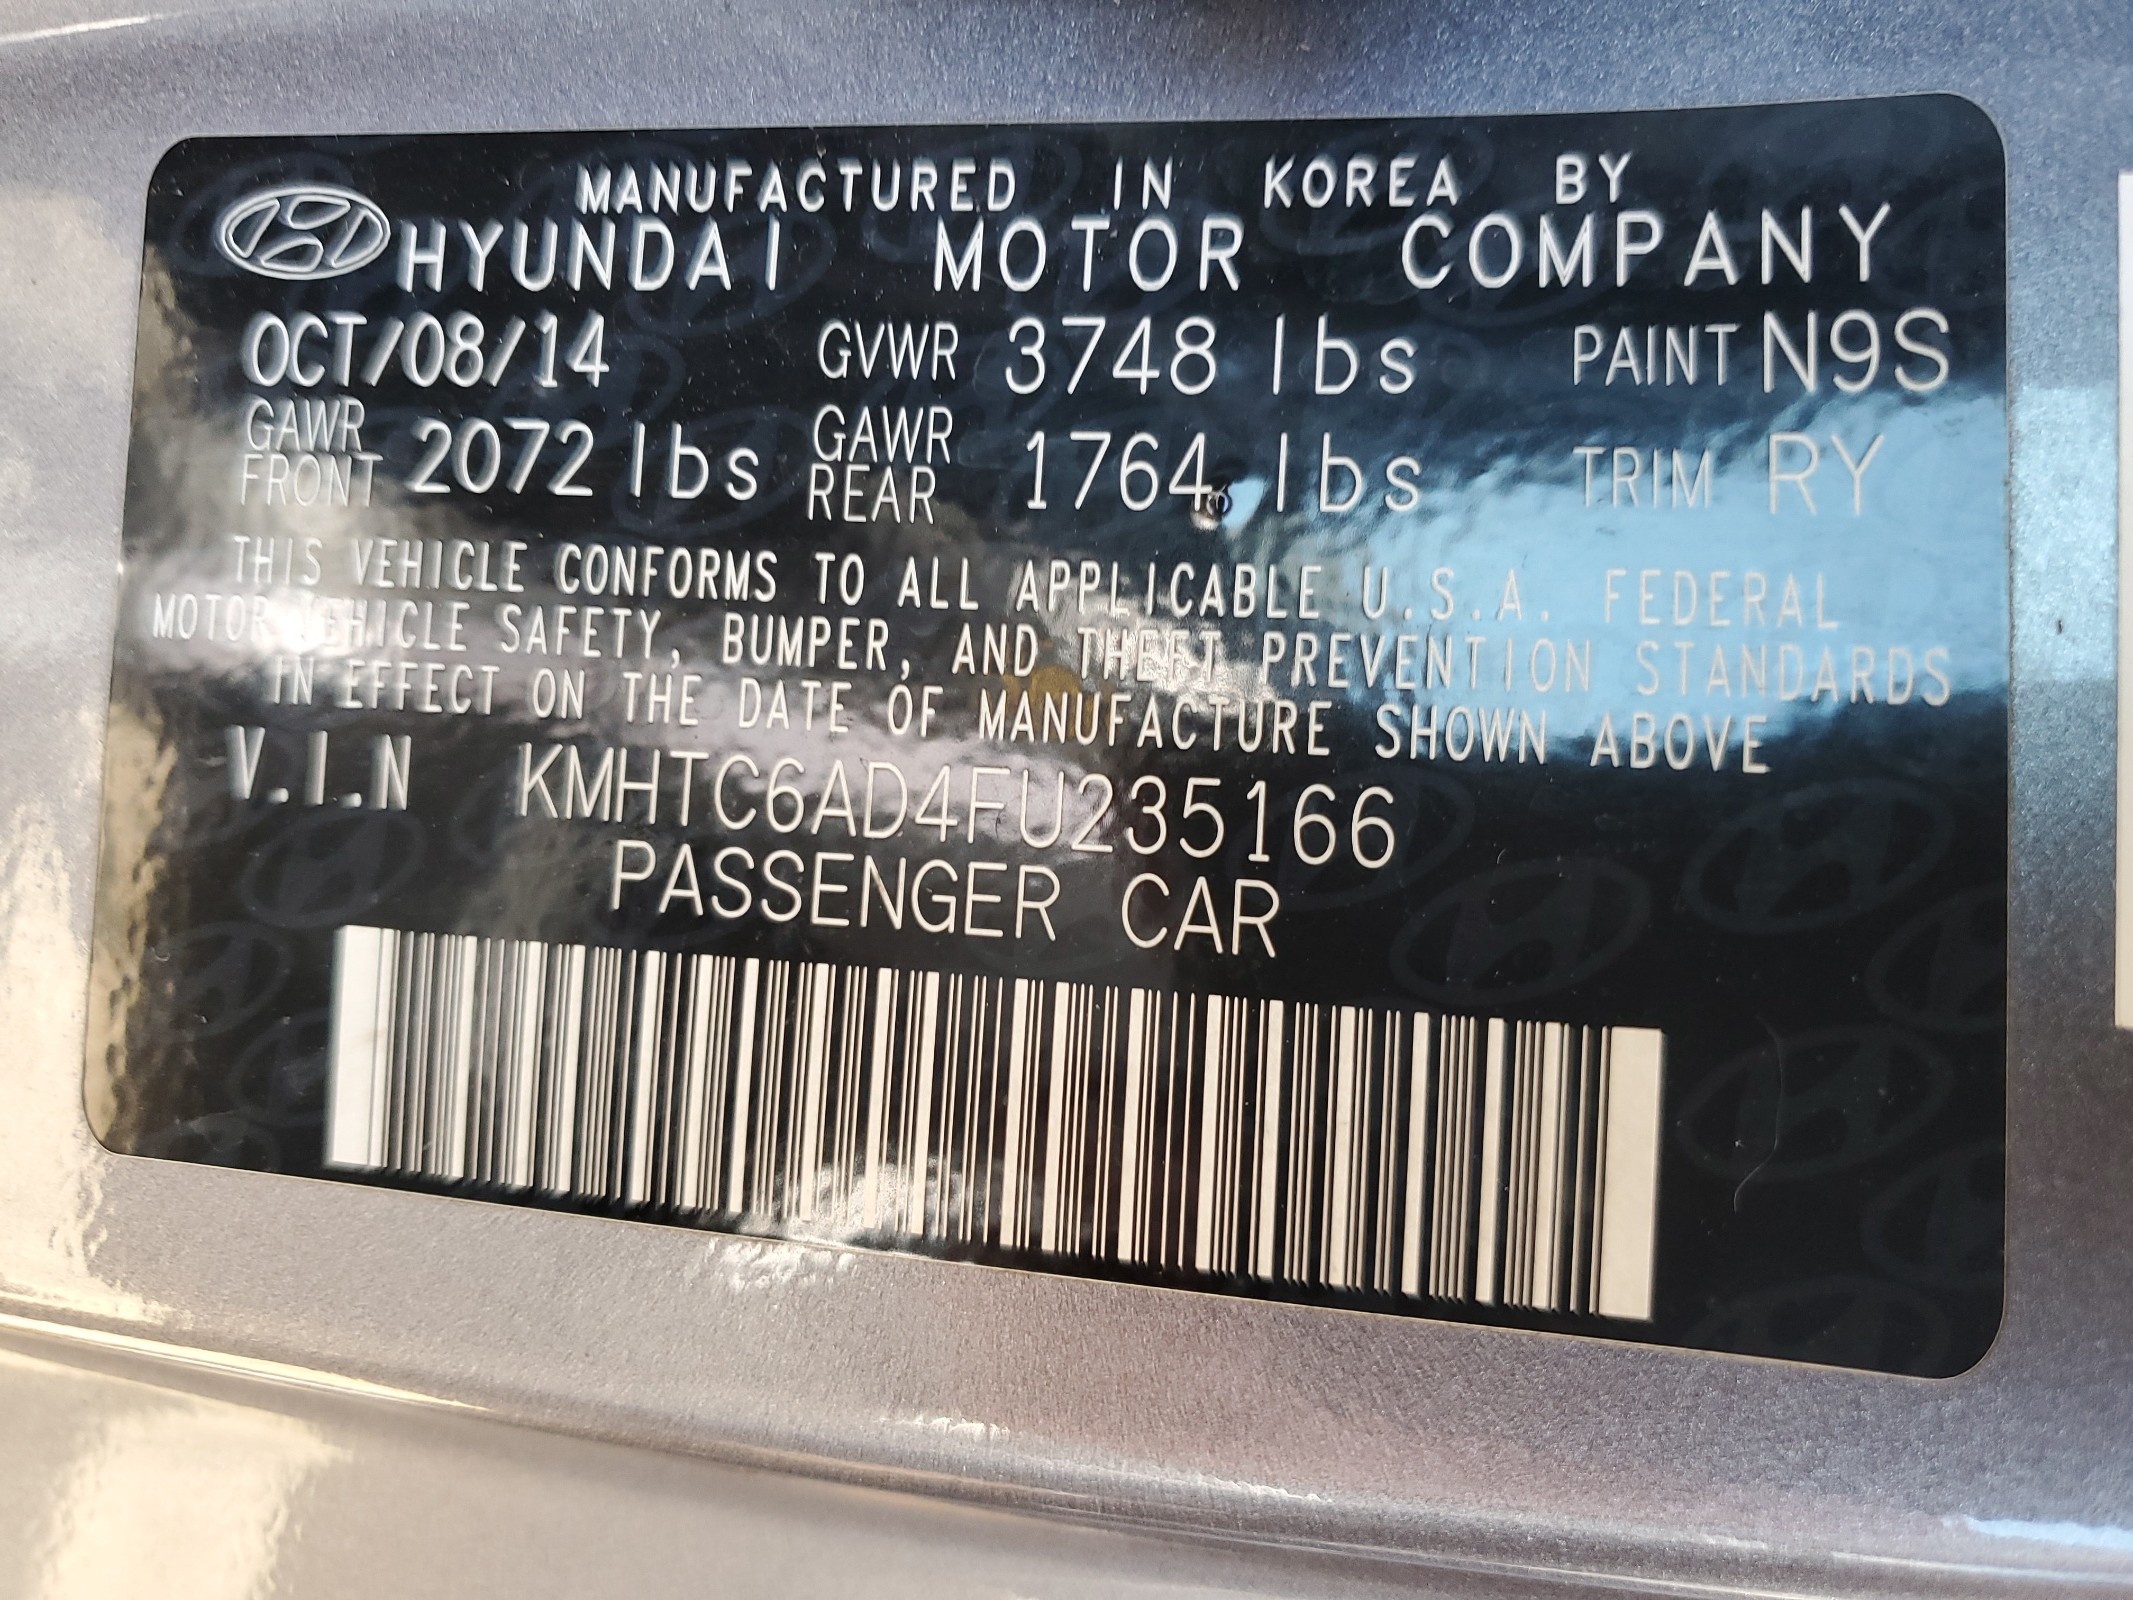 MANUFACTURED IN KOREA BY
HYUNDAI MOTOR COMPANY
OCT/08/14 GVWR 3748 lbs PAINT N9S
GAWR FRONT 2072 lbs GAWR REAR 1764 lbs TRIM RY
THIS VEHICLE CONFORMS TO ALL APPLICABLE U.S.A. FEDERAL
MOTOR VEHICLE SAFETY, BUMPER, AND THEFT PREVENTION STANDARDS
IN EFFECT ON THE DATE OF MANUFACTURE SHOWN ABOVE
V.I.N KMHTC6AD4FU235166
PASSENGER CAR